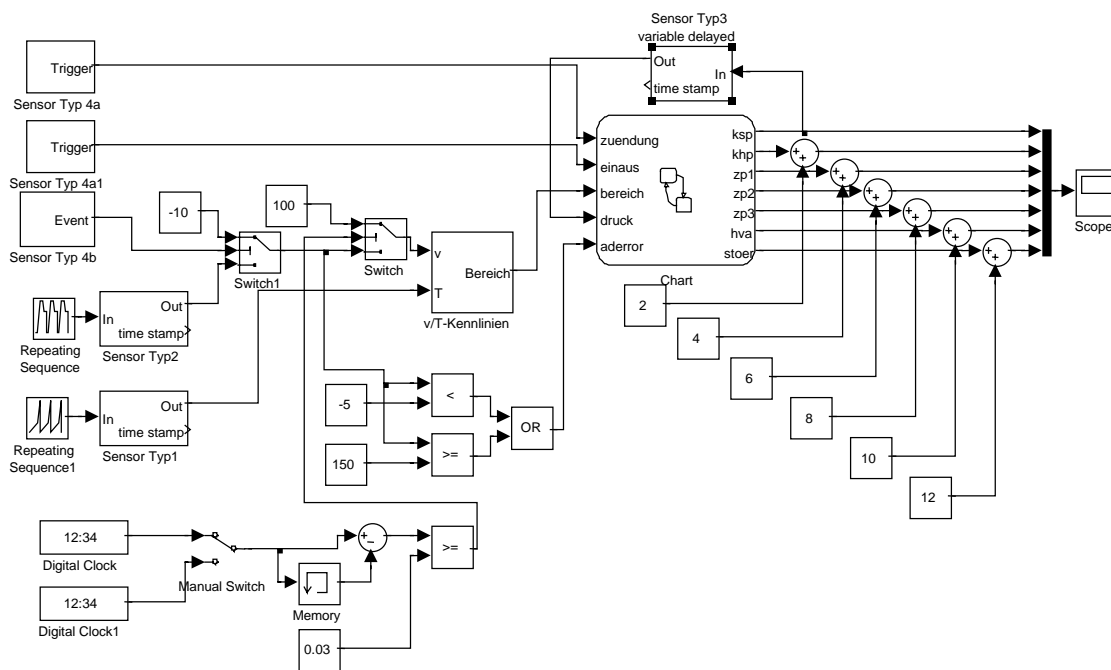 Sensor Typ3
variable delayed
Out
In
time stamp
Trigger
Sensor Typ 4a
Trigger
Sensor Typ 4a1
Event
Sensor Typ 4b
-10
Switch1
100
Switch
v
T
Bereich
v/T-Kennlinien
zuendung
einaus
bereich
druck
aderror
ksp
khp
zp1
zp2
zp3
hva
stoer
Chart
+
+
+
+
+
+
+
+
+
+
+
+
Scope
2
4
6
8
10
12
Repeating
Sequence
In
Out
time stamp
Sensor Typ2
Repeating
Sequence1
In
Out
time stamp
Sensor Typ1
-5
<
150
>=
OR
12:34
Digital Clock
12:34
Digital Clock1
Manual Switch
Memory
+
−
>=
0.03